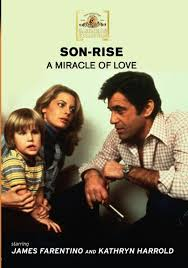 SON-RISE
A MIRACLE OF LOVE
starring
JAMES FARENTINO AND KATHRYN HARROLD